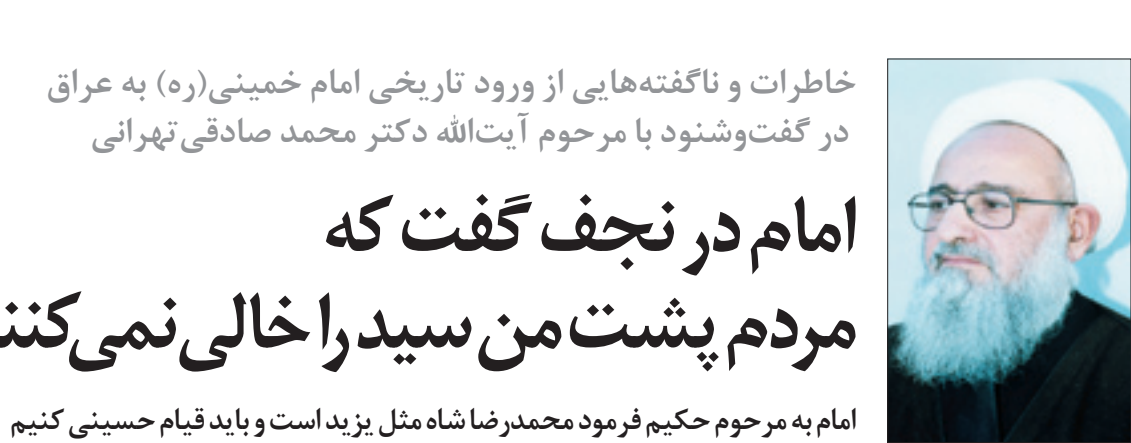 خاطرات و ناگفته‌هایی از ورود تاریخی امام خمینی(ره) به عراق
در گفت‌وشنود با مرحوم آیت‌الله دکتر محمد صادقی تهرانی
امام در نجف گفت که
مردم پشت من سید را خالی نمی‌کنن
امام به مرحوم حکیم فرمود محمدرضا شاه مثل یزید است و باید قیام حسینی کنیم